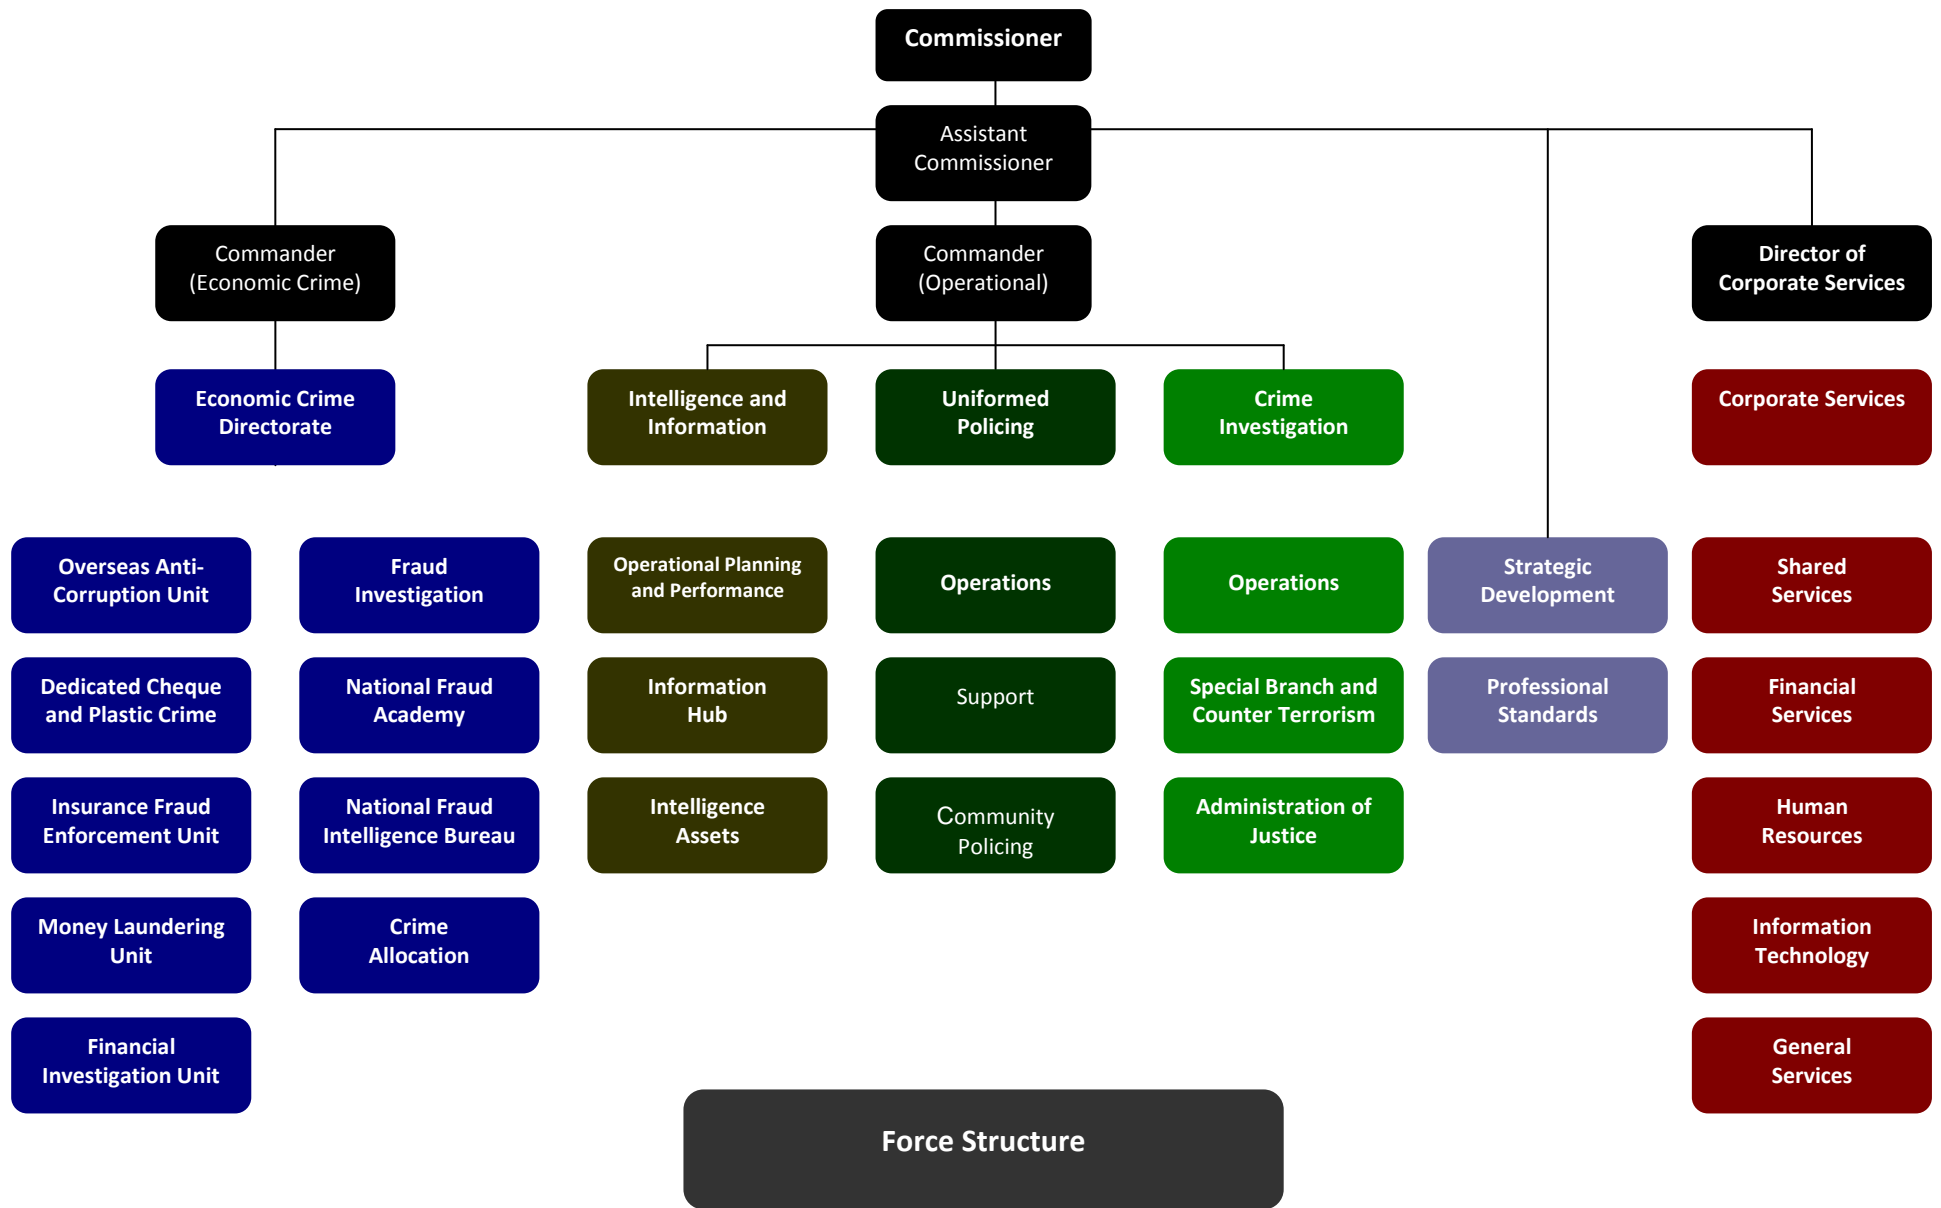 Commissioner
Assistant
Commissioner
Commander
(Economic Crime)
Commander
(Operational)
Director of
Corporate Services
Economic Crime
Directorate
Intelligence and
Information
Uniformed
Policing
Crime
Investigation
Corporate Services
Overseas Anti-
Corruption Unit
Fraud
Investigation
Operational Planning
and Performance
Operations
Operations
Strategic
Development
Shared
Services
Dedicated Cheque
and Plastic Crime
National Fraud
Academy
Information
Hub
Support
Special Branch and
Counter Terrorism
Professional
Standards
Financial
Services
Insurance Fraud
Enforcement Unit
National Fraud
Intelligence Bureau
Intelligence
Assets
Community
Policing
Administration of
Justice
Human
Resources
Money Laundering
Unit
Crime
Allocation
Information
Technology
Financial
Investigation Unit
General
Services
Force Structure